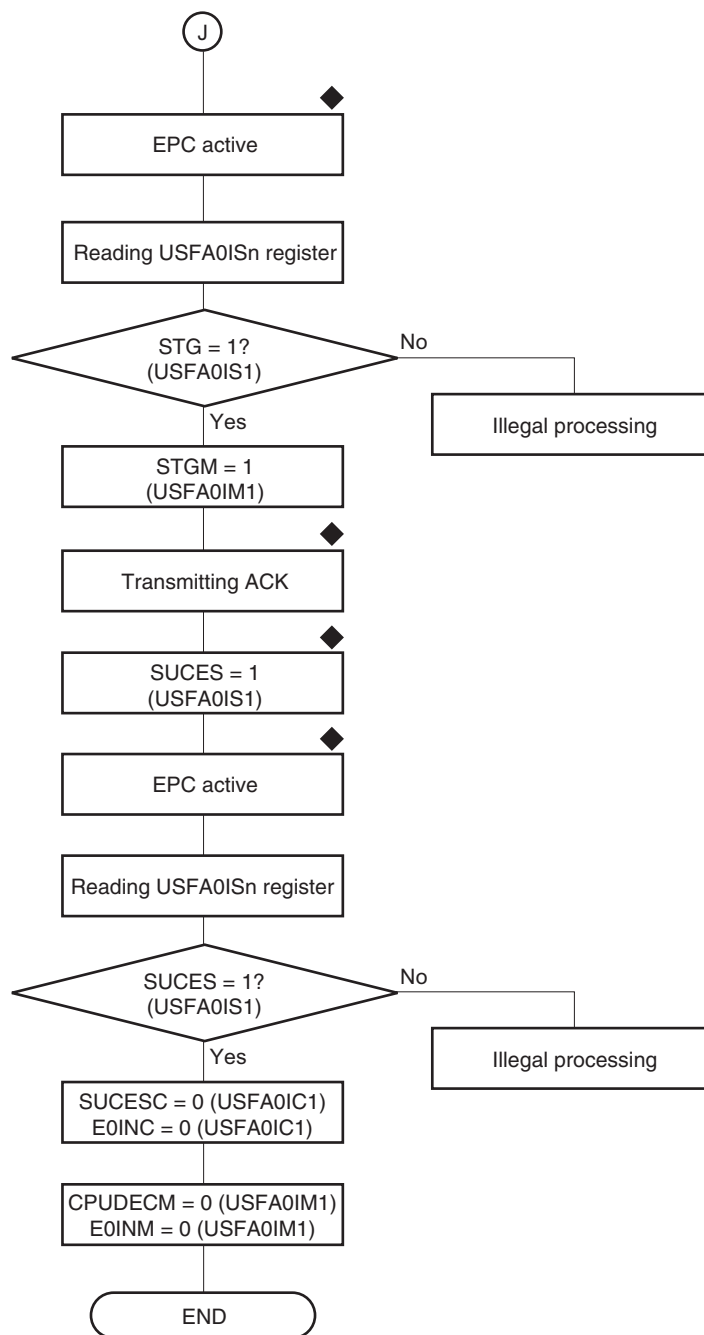 J
EPC active
Reading USFA0ISn register
STG = 1?
(USFA0IS1)
No
Illegal processing
Yes
STGM = 1
(USFA0IM1)
Transmitting ACK
SUCES = 1
(USFA0IS1)
EPC active
Reading USFA0ISn register
SUCES = 1?
(USFA0IS1)
No
Illegal processing
Yes
SUCESC = 0 (USFA0IC1)
E0INC = 0 (USFA0IC1)
CPUDECM = 0 (USFA0IM1)
E0INM = 0 (USFA0IM1)
END